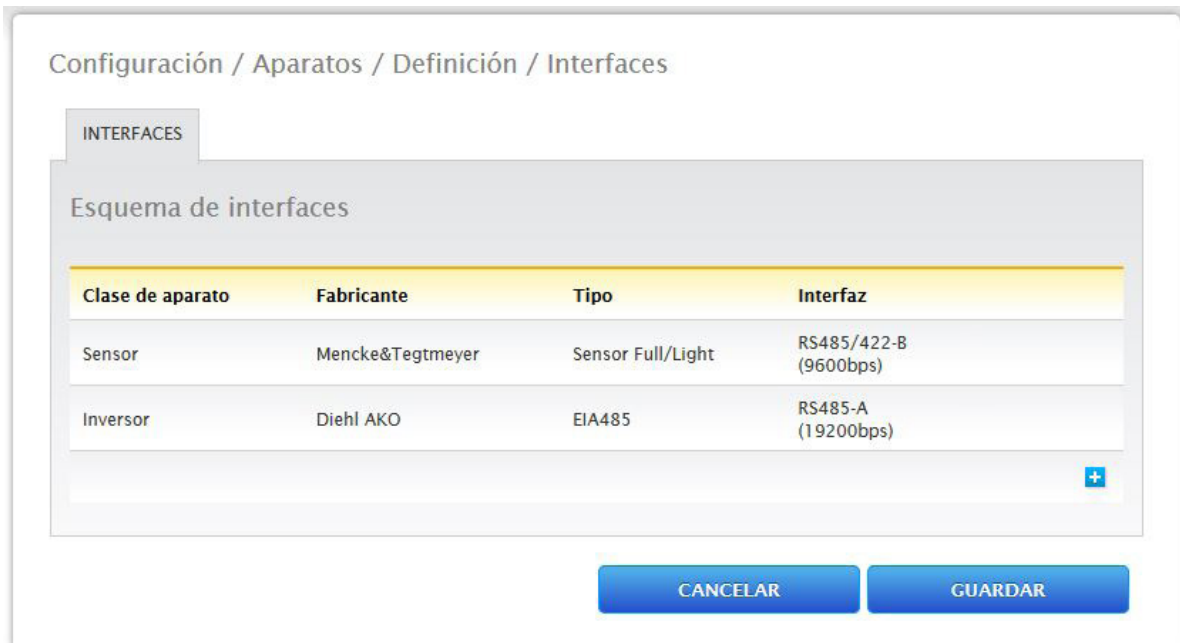 Configuración / Aparatos / Definición / Interfaces
INTERFACES
Esquema de interfaces
Clase de aparato Fabricante Tipo Interfaz
Sensor Mencke&Tegtmeyer Sensor Full/Light RS485/422-B
(9600bps)
Inversor Diehl AKO EIA485 RS485-A
(19200bps)
CANCELAR GUARDAR